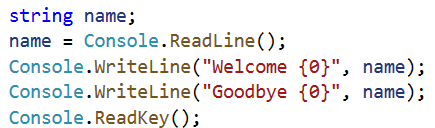 string name;
name = Console.ReadLine();
Console.WriteLine("Welcome {0}", name);
Console.WriteLine("Goodbye {0}", name);
Console.ReadKey();